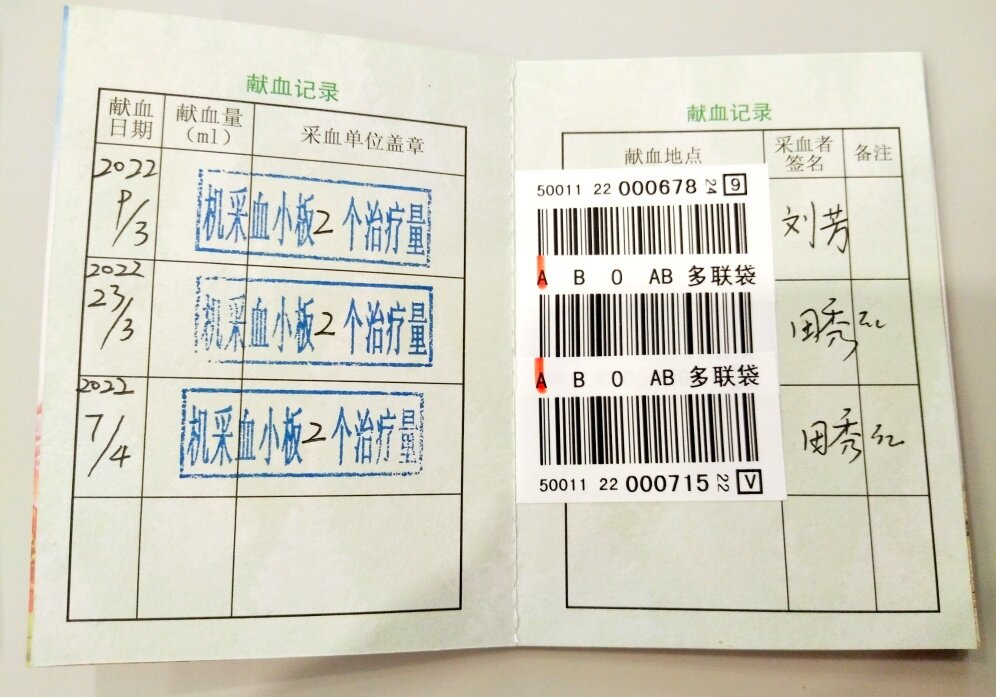 献血记录
献血日期
献血量(ml)
采血单位盖章
2022
9/3
机采血小板2个治疗量
2022
23/3
机采血小板2个治疗量
2022
7/4
机采血小板2个治疗量
献血记录
献血地点
采血者签名
备注
50011 22 000678 24 9
A B O AB 多联袋
A B O AB 多联袋
50011 22 000715 22 V
刘芳
田秀红
田秀红